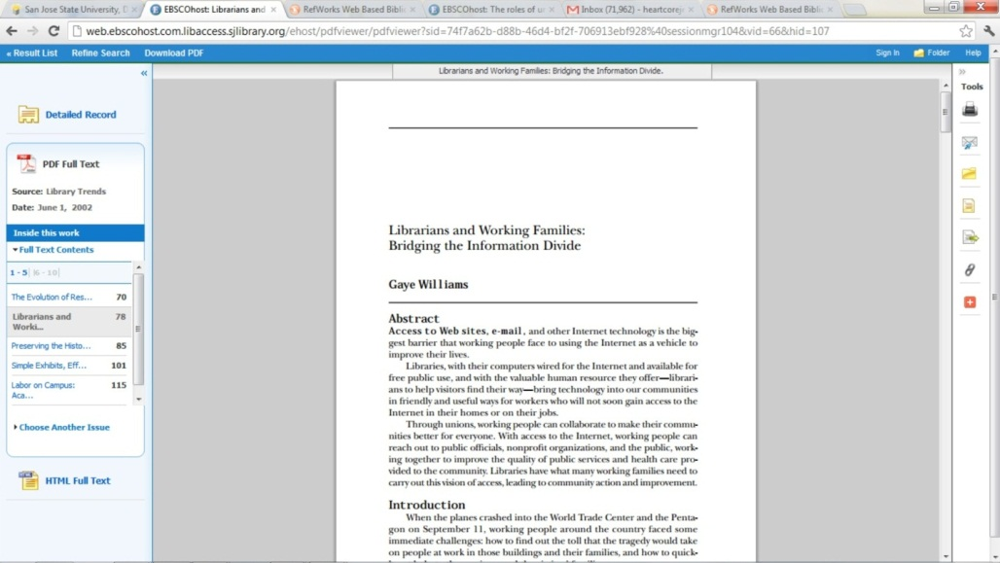 San Jose State University, D
EBSCOhost: Librarians and
RefWorks Web Based Bibli
EBSCOhost: The roles of u
Inbox (71,962) - heartcorej
RefWorks Web Based Bibli
web.ebscohost.com.libaccess.sjlibrary.org/ehost/pdfviewer/pdfviewer?sid=74f7a62b-d88b-46d4-bf2f-706913ebf928%40sessionmgr104&vid=66&hid=107
« Result List Refine Search Download PDF Sign In Folder Help
Librarians and Working Families: Bridging the Information Divide.
«
»
Tools
Detailed Record
PDF Full Text
Source: Library Trends
Date: June 1, 2002
Inside this work
Full Text Contents
1 - 5 | 6 - 10 |
The Evolution of Res... 70
Librarians and
Worki... 78
Preserving the Histo... 85
Simple Exhibits, Eff... 101
Labor on Campus:
Aca... 115
Choose Another Issue
HTML Full Text
Librarians and Working Families:
Bridging the Information Divide
Gaye Williams
Abstract
Access to Web sites, e-mail, and other Internet technology is the big-
gest barrier that working people face to using the Internet as a vehicle to
improve their lives.
Libraries, with their computers wired for the Internet and available for
free public use, and with the valuable human resource they offer—librari-
ans to help visitors find their way—bring technology into our communities
in friendly and useful ways for workers who will not soon gain access to the
Internet in their homes or on their jobs.
Through unions, working people can collaborate to make their commu-
nities better for everyone. With access to the Internet, working people can
reach out to public officials, nonprofit organizations, and the public, work-
ing together to improve the quality of public services and health care pro-
vided to the community. Libraries have what many working families need to
carry out this vision of access, leading to community action and improvement.
Introduction
When the planes crashed into the World Trade Center and the Penta-
gon on September 11, working people around the country faced some
immediate challenges: how to find out the toll that the tragedy would take
on people at work in those buildings and their families, and how to quick-